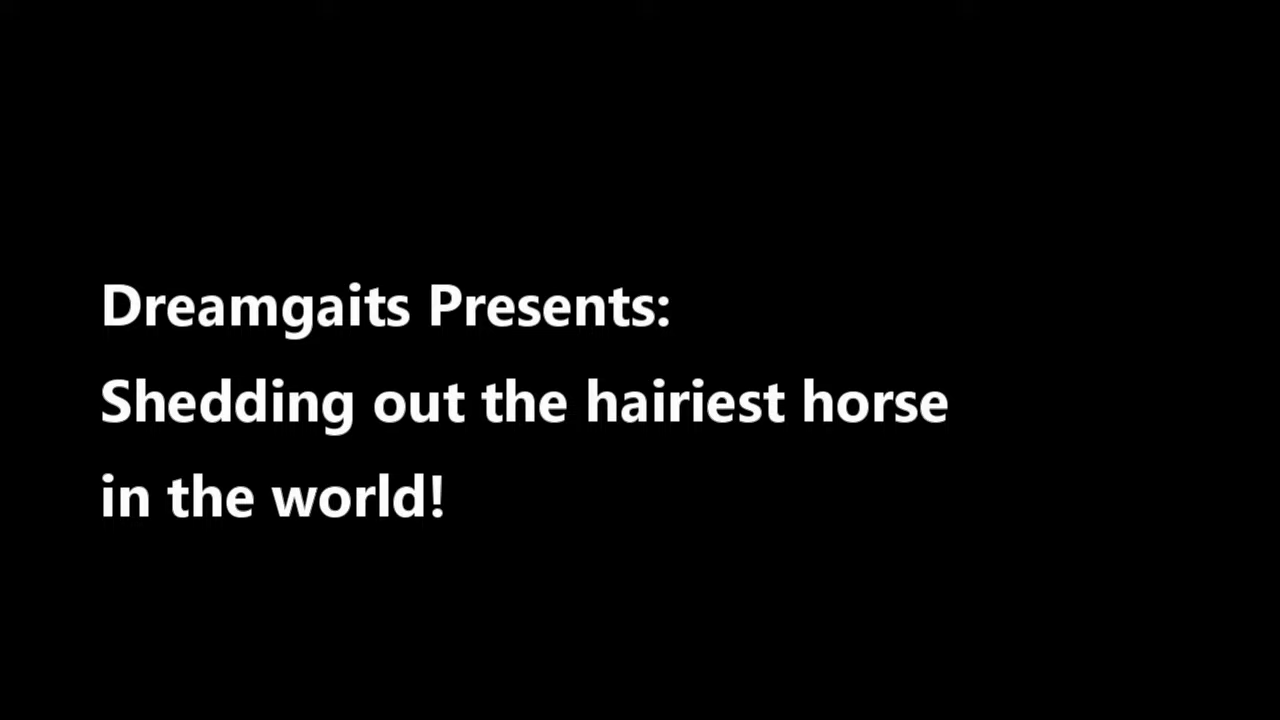 Dreamgaits Presents:
Shedding out the hairiest horse
in the world!